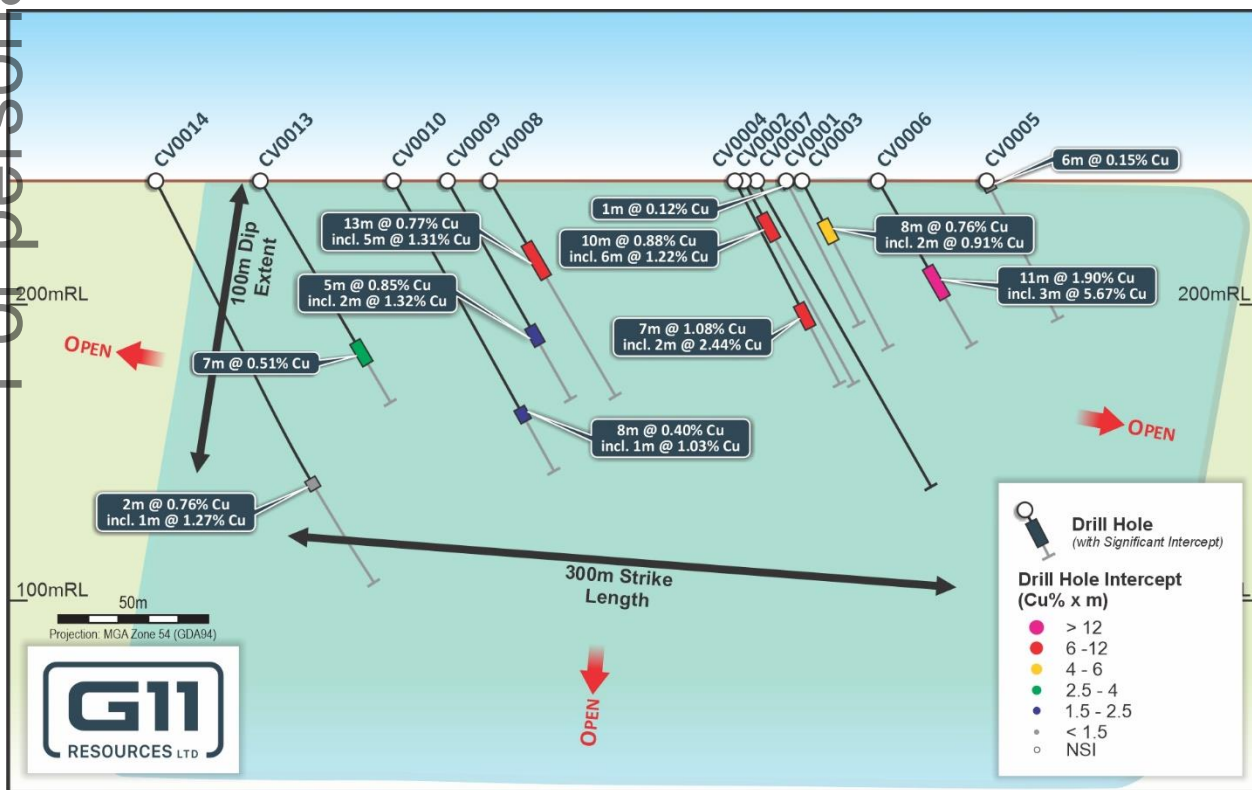 or personal
CV0014
CV0013
CV0010
CV0009
CV0008
CV0004
CV0002
CV0007
CV0001
CV0003
CV0006
CV0005
6m @ 0.15% Cu
1m @ 0.12% Cu
13m @ 0.77% Cu
incl. 5m @ 1.31% Cu
10m @ 0.88% Cu
incl. 6m @ 1.22% Cu
8m @ 0.76% Cu
incl. 2m @ 0.91% Cu
100m Dip
Extent
5m @ 0.85% Cu
incl. 2m @ 1.32% Cu
11m @ 1.90% Cu
incl. 3m @ 5.67% Cu
200mRL
200mRL
OPEN
7m @ 0.51% Cu
7m @ 1.08% Cu
incl. 2m @ 2.44% Cu
8m @ 0.40% Cu
incl. 1m @ 1.03% Cu
OPEN
2m @ 0.76% Cu
incl. 1m @ 1.27% Cu
300m Strike
Length
100mRL
50m
Projection: MGA Zone 54 (GDA94)
OPEN
G11
RESOURCES LTD
Drill Hole
(with Significant Intercept)
Drill Hole Intercept
(Cu% x m)
> 12
6 -12
4 - 6
2.5 - 4
1.5 - 2.5
< 1.5
NSI